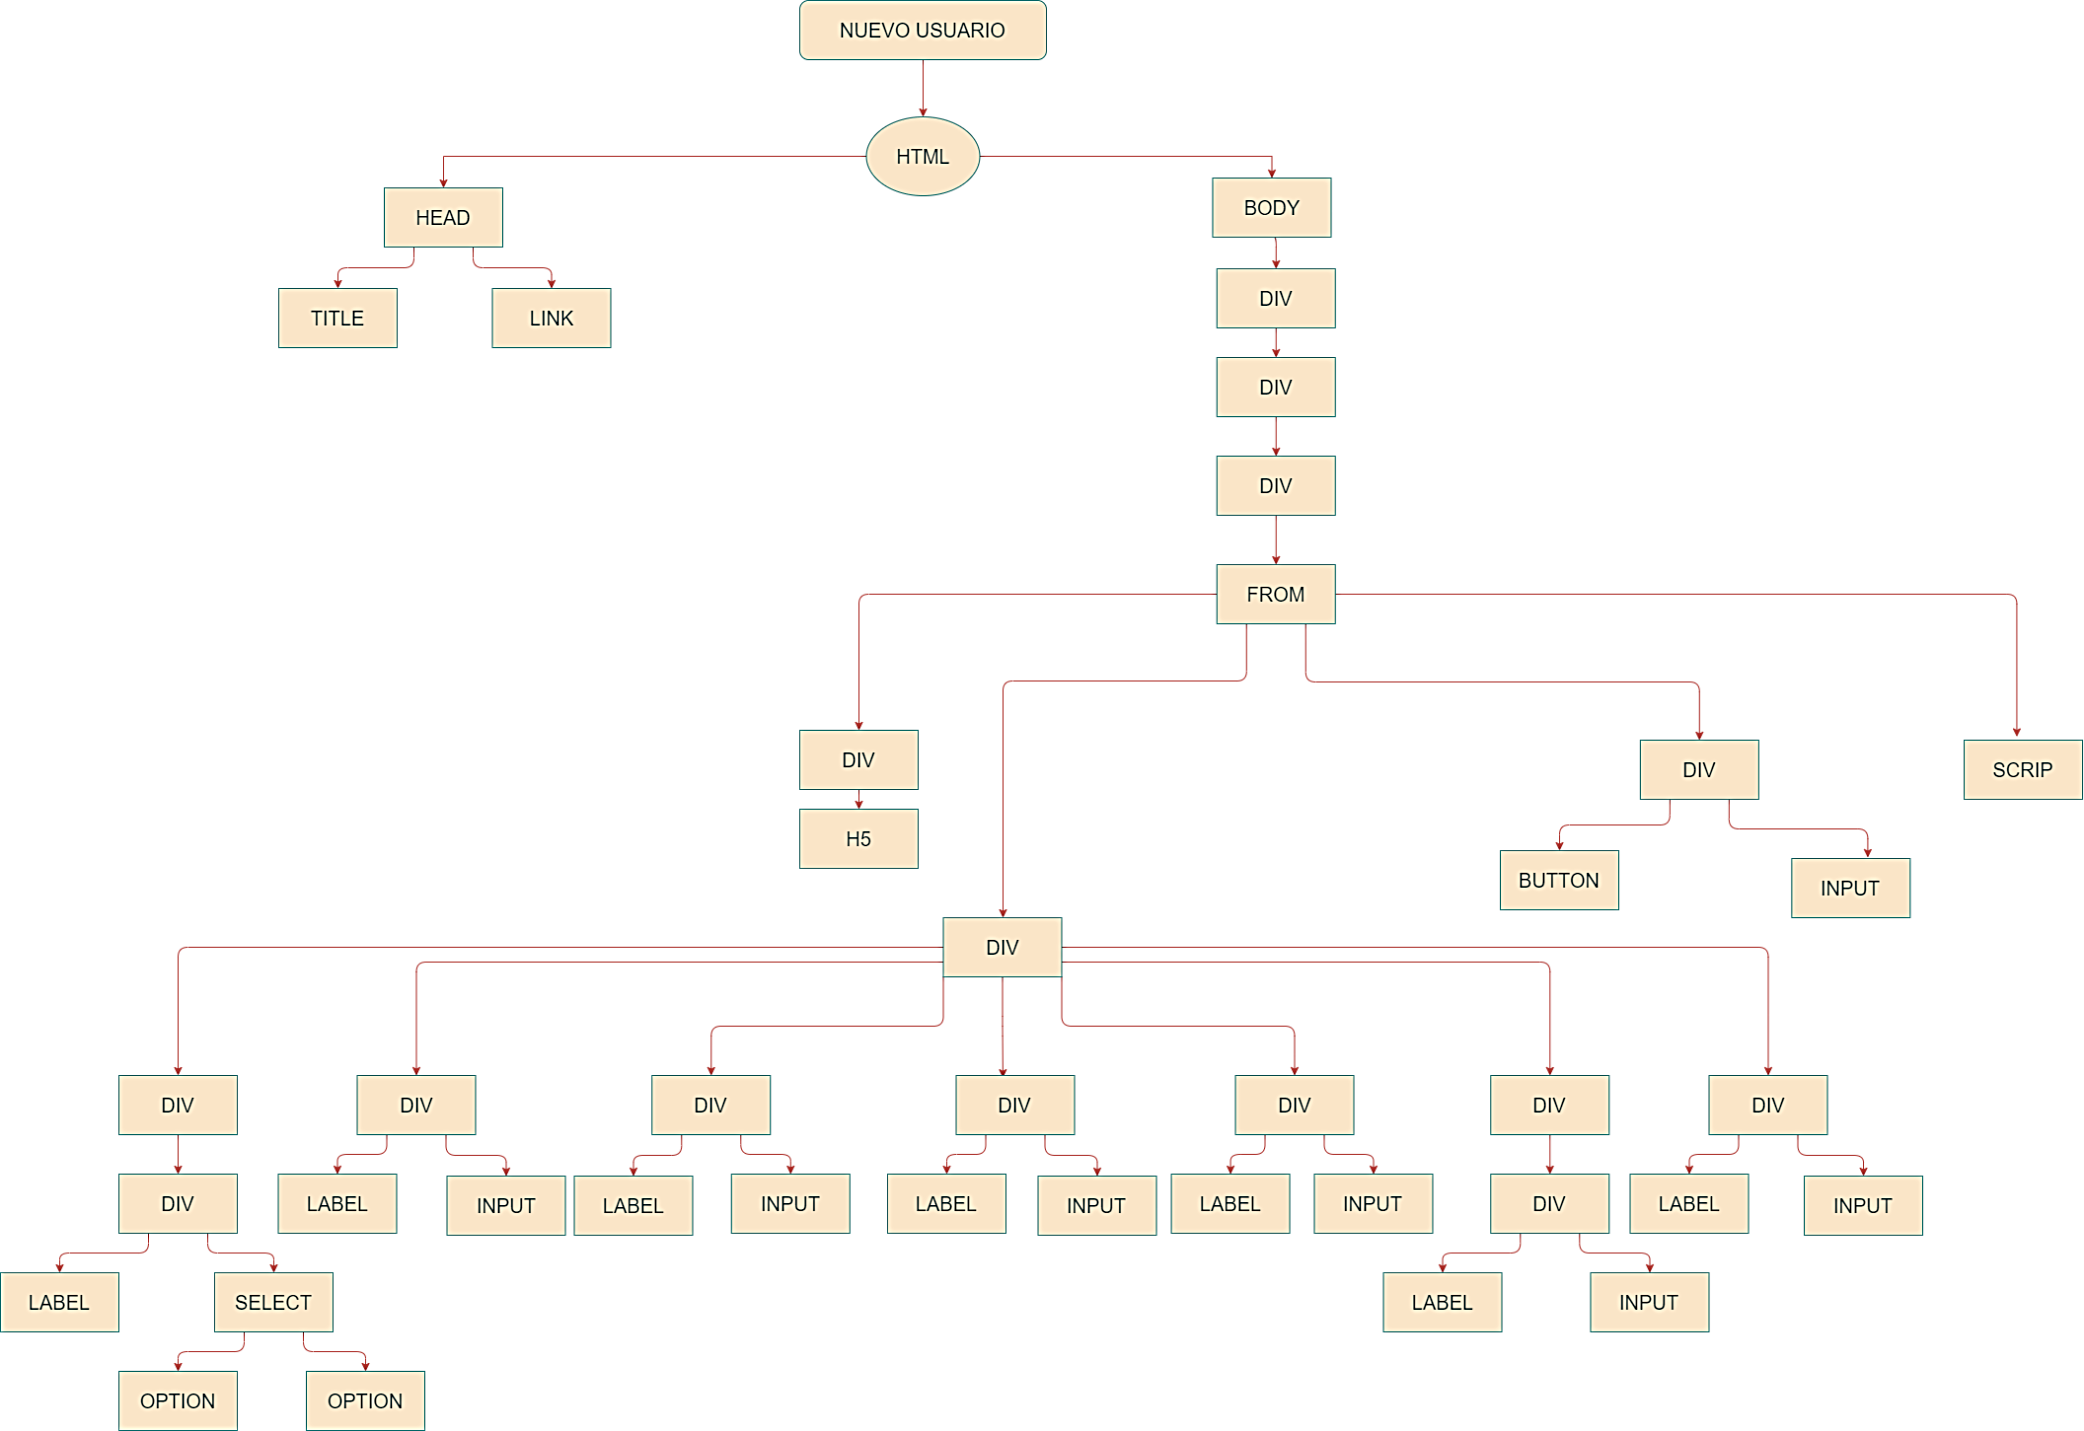 NUEVO USUARIO
HTML
HEAD
BODY
TITLE
LINK
DIV
DIV
DIV
FROM
DIV
DIV
SCRIP
H5
BUTTON
INPUT
DIV
DIV
DIV
DIV
DIV
DIV
DIV
DIV
DIV
LABEL
INPUT
LABEL
INPUT
LABEL
INPUT
LABEL
INPUT
DIV
LABEL
INPUT
LABEL
SELECT
LABEL
INPUT
OPTION
OPTION